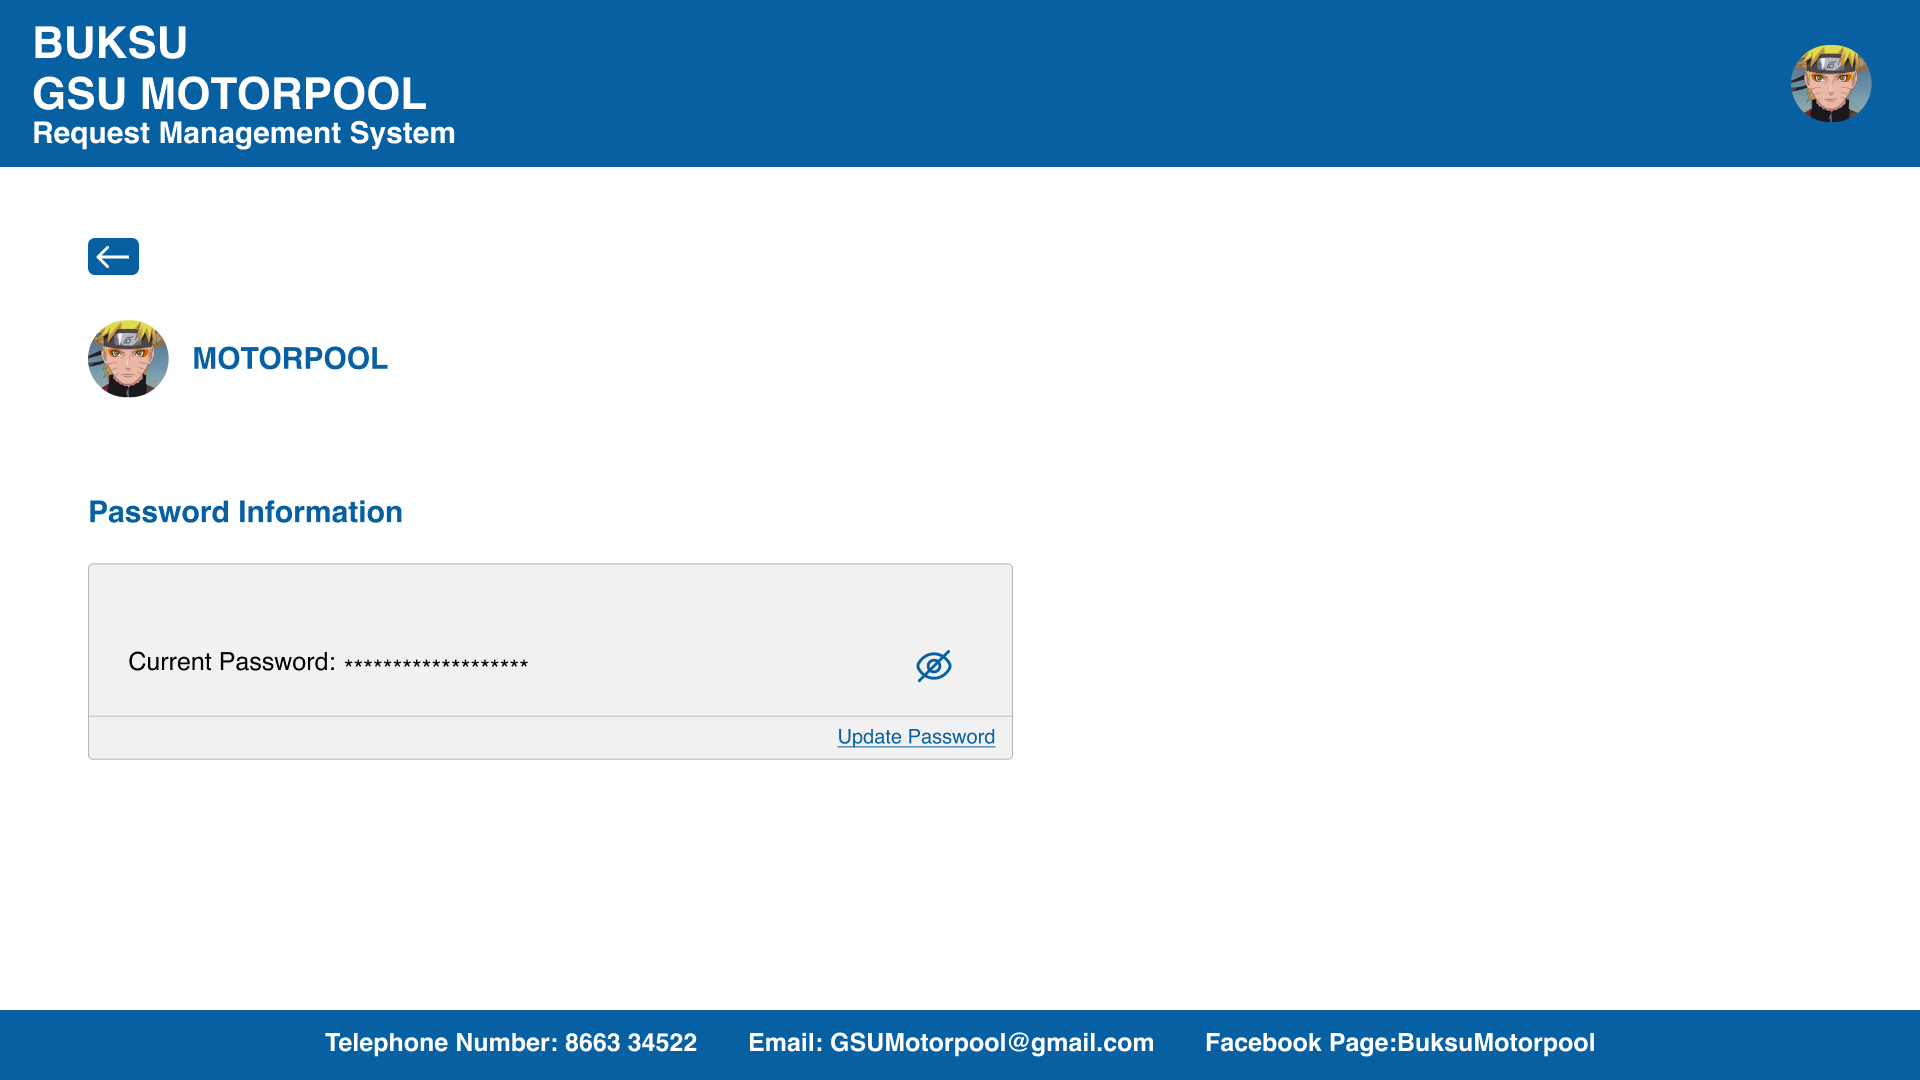 BUKSU
GSU MOTORPOOL
Request Management System
MOTORPOOL
Password Information
Current Password: *******************
Update Password
Telephone Number: 8663 34522 Email: GSUMotorpool@gmail.com Facebook Page:BuksuMotorpool